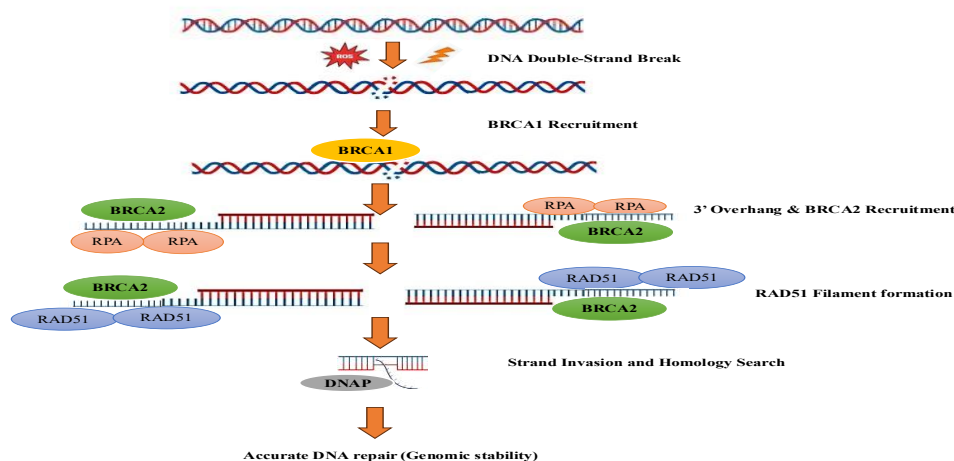 ROS
DNA Double-Strand Break
BRCA1 Recruitment
BRCA1
BRCA2
RPA
RPA
RPA
RPA
BRCA2
3’ Overhang & BRCA2 Recruitment
BRCA2
RAD51
RAD51
RAD51
RAD51
BRCA2
RAD51 Filament formation
Strand Invasion and Homology Search
DNAP
Accurate DNA repair (Genomic stability)